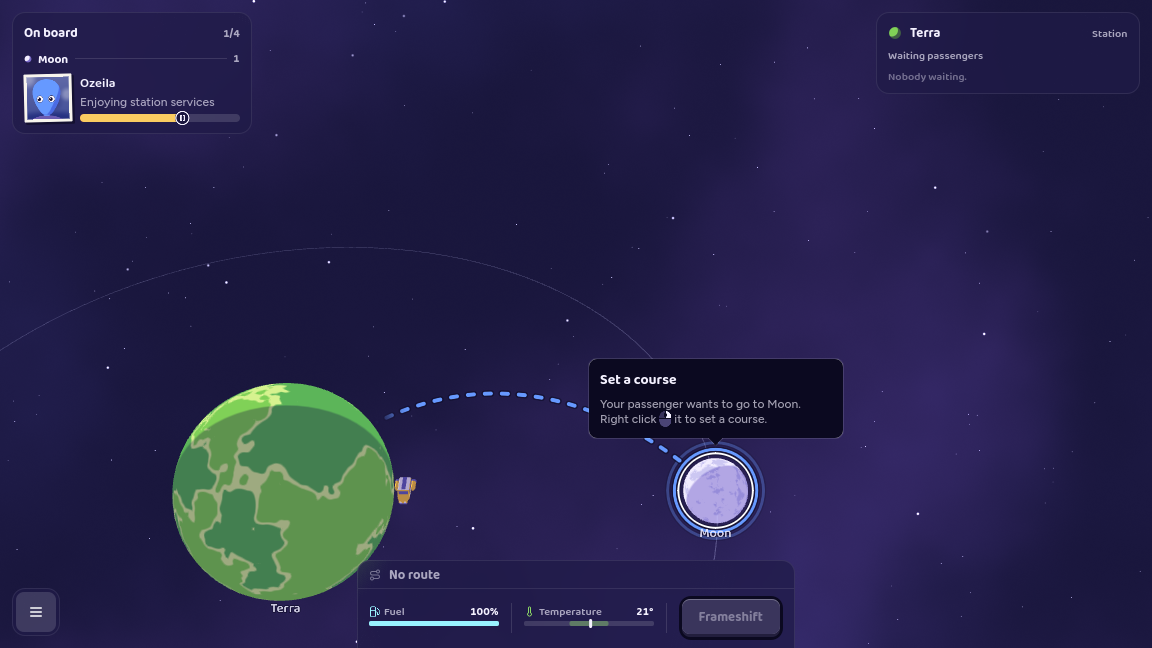 On board 1/4
Moon 1
Ozeila
Enjoying station services
Terra Station
Waiting passengers
Nobody waiting.
Set a course
Your passenger wants to go to Moon.
Right click it to set a course.
Moon
Terra
No route
Fuel 100% Temperature 21° Frameshift